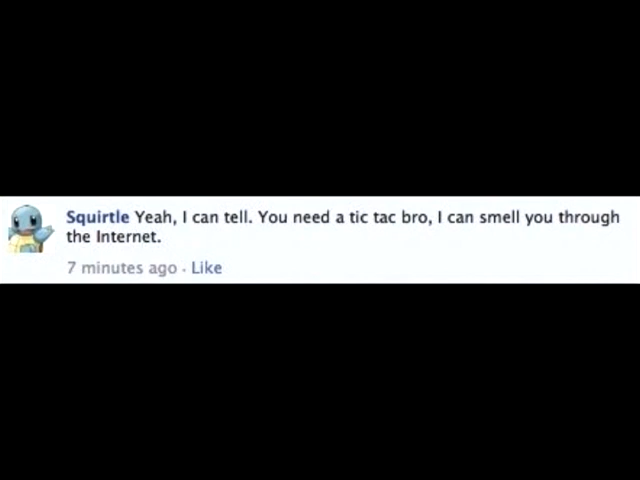 Squirtle Yeah, I can tell. You need a tic tac bro, I can smell you through
the Internet.
7 minutes ago · Like